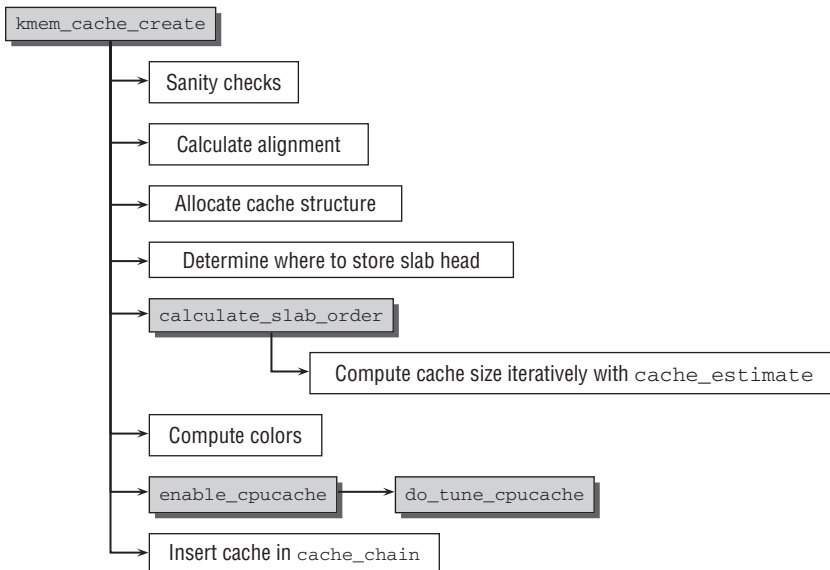 kmem_cache_create
Sanity checks
Calculate alignment
Allocate cache structure
Determine where to store slab head
calculate_slab_order
Compute cache size iteratively with cache_estimate
Compute colors
enable_cpucache
do_tune_cpucache
Insert cache in cache_chain